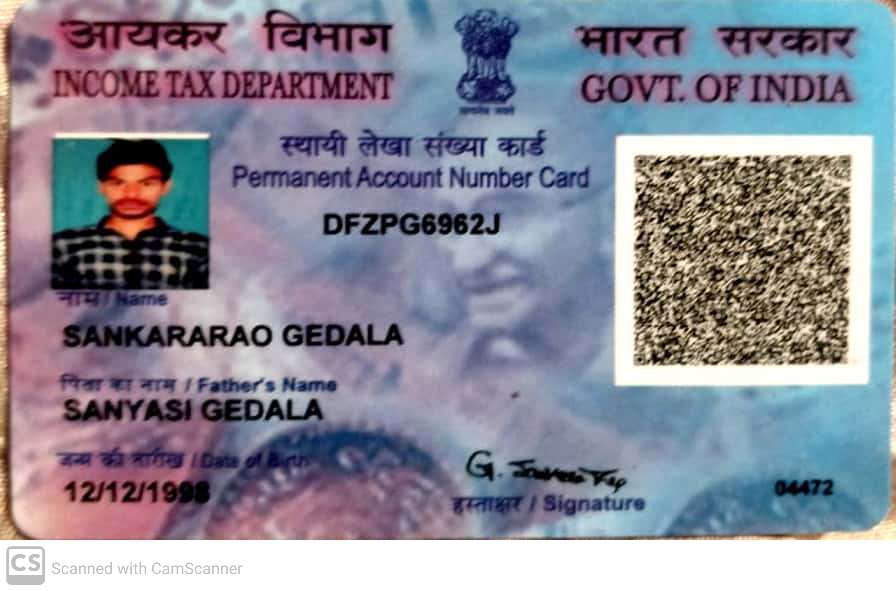 आयकर विभाग
INCOME TAX DEPARTMENT
भारत सरकार
GOVT. OF INDIA
सत्यमेव जयते
स्थायी लेखा संख्या कार्ड
Permanent Account Number Card
DFZPG6962J
नाम / Name
SANKARARAO GEDALA
पिता का नाम / Father's Name
SANYASI GEDALA
जन्म की तारीख / Date of Birth
12/12/1998
G.
हस्ताक्षर / Signature
04472
CS Scanned with CamScanner